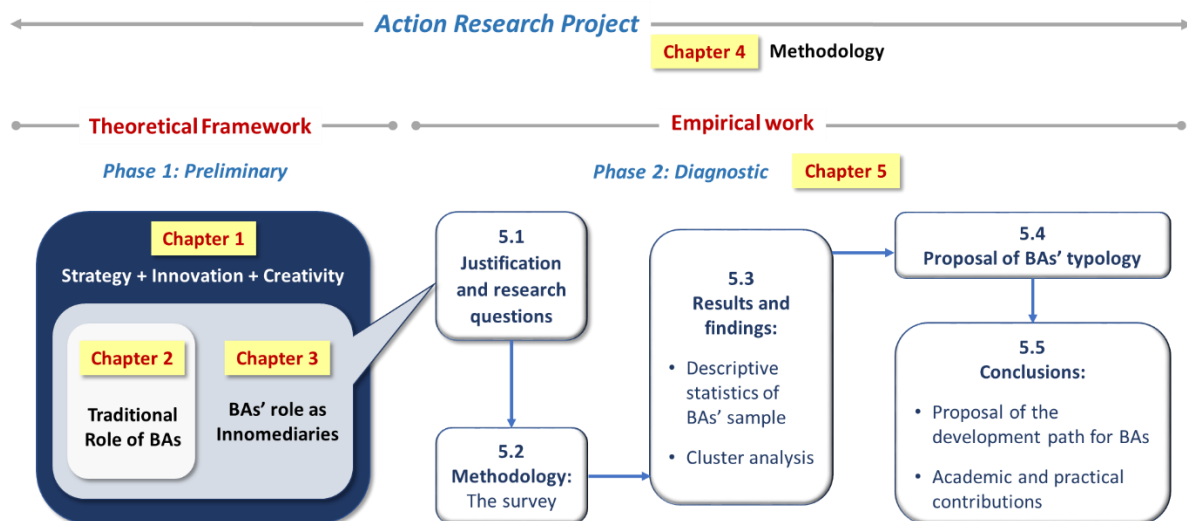 Action Research Project
Chapter 4 Methodology
Theoretical Framework
Empirical work
Phase 1: Preliminary
Phase 2: Diagnostic
Chapter 5
Chapter 1
Strategy + Innovation + Creativity
Chapter 2
Traditional
Role of BAs
Chapter 3
BAs’ role as
Innomediaries
5.1
Justification
and research
questions
5.2
Methodology:
The survey
5.3
Results and
findings:
• Descriptive
statistics of
BAs’ sample
• Cluster analysis
5.4
Proposal of BAs’ typology
5.5
Conclusions:
• Proposal of the
development path for BAs
• Academic and practical
contributions